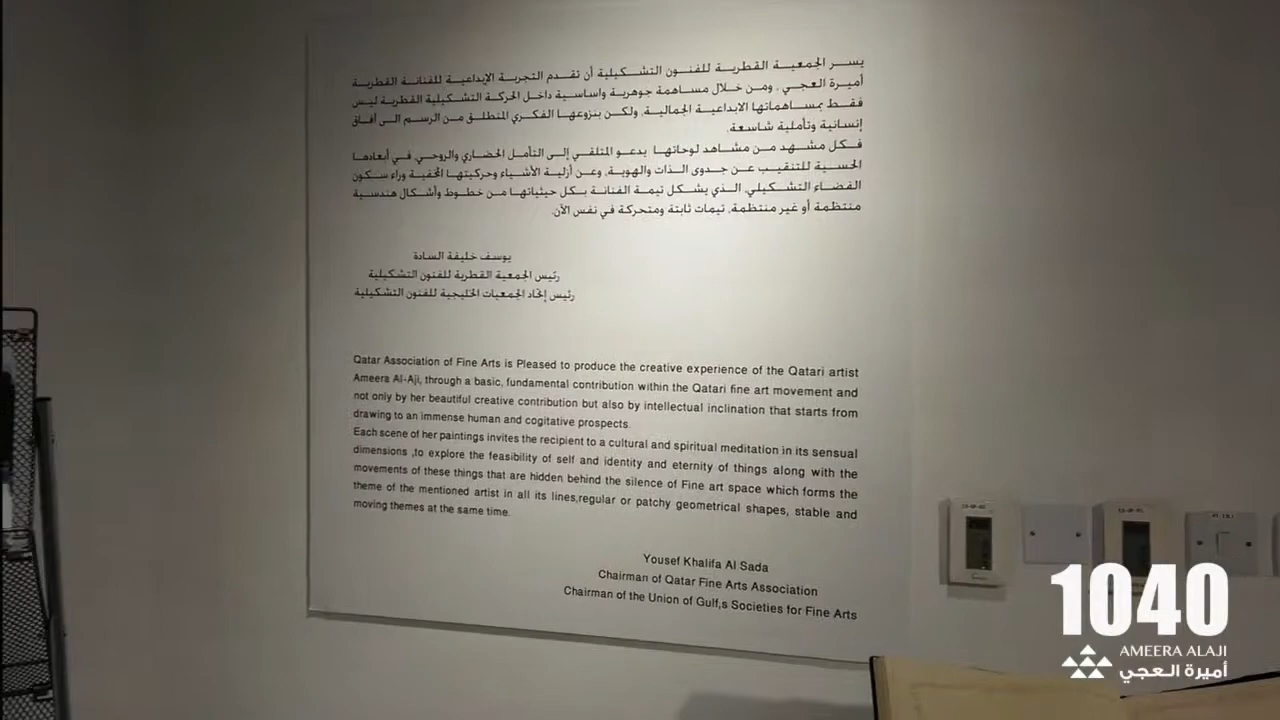 يسر الجمعية القطرية للفنون التشكيلية أن تقدم التجربة الإبداعية للفنانة القطرية
أميرة العجي . ومن خلال مساهمة جوهرية واساسية داخل الحركة التشكيلية القطرية ليس
فقط بمساهماتها الابداعية الجمالية، ولكن بنزوعها الفكري المنطلق من الرسم الى أفاق
إنسانية وتأملية شاسعة.
فكل مشهد من مشاهد لوحاتها يدعو المتلقي إلى التأمل الحضاري والروحي، في أبعادها
الحسية للتنقيب عن جدوى الذات والهوية، وعن أزلية الأشياء وحركيتها الخفية وراء سكون
الفضاء التشكيلي، الذي يشكل تيمة الفنانة بكل حيثياتها من خطوط وأشكال هندسية
منتظمة أو غير منتظمة، تيمات ثابتة ومتحركة في نفس الآن.
يوسف خليفة السادة
رئيس الجمعية القطرية للفنون التشكيلية
رئيس إتحاد الجمعيات الخليجية للفنون التشكيلية
Qatar Association of Fine Arts is Pleased to produce the creative experience of the Qatari artist
Ameera Al-Aji, through a basic, fundamental contribution within the Qatari fine art movement and
not only by her beautiful creative contribution but also by intellectual inclination that starts from
drawing to an immense human and cogitative prospects.
Each scene of her paintings invites the recipient to a cultural and spiritual meditation in its sensual
dimensions ,to explore the feasibility of self and identity and eternity of things along with the
movements of these things that are hidden behind the silence of Fine art space which forms the
theme of the mentioned artist in all its lines,regular or patchy geometrical shapes, stable and
moving themes at the same time.
Yousef Khalifa Al Sada
Chairman of Qatar Fine Arts Association
Chairman of the Union of Gulf,s Societies for Fine Arts
1040
AMEERA ALAJI
أميرة العجي